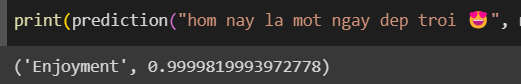 print(prediction("hom nay la mot ngay dep troi 😍",
('Enjoyment', 0.9999819993972778)